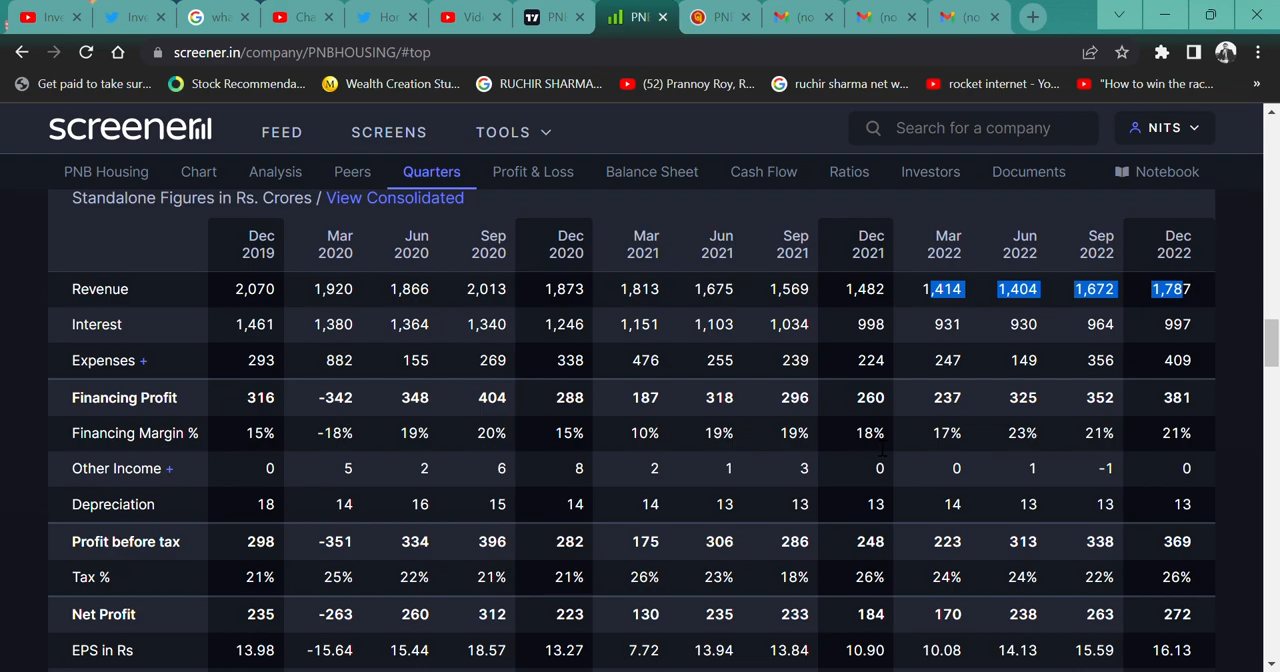 Inve
Inve
wha
Cha
Hor
Vid
PNI
PNI
PNI
(no
(no
(no
screener.in/company/PNBHOUSING/#top
Get paid to take sur... Stock Recommenda... Wealth Creation Stu... RUCHIR SHARMA... (52) Prannoy Roy, R... ruchir sharma net w... rocket internet - Yo... "How to win the rac... »
screener FEED SCREENS TOOLS Search for a company NITS
PNB Housing Chart Analysis Peers Quarters Profit & Loss Balance Sheet Cash Flow Ratios Investors Documents Notebook
Standalone Figures in Rs. Crores / View Consolidated
Dec 2019 Mar 2020 Jun 2020 Sep 2020 Dec 2020 Mar 2021 Jun 2021 Sep 2021 Dec 2021 Mar 2022 Jun 2022 Sep 2022 Dec 2022
Revenue 2,070 1,920 1,866 2,013 1,873 1,813 1,675 1,569 1,482 1,414 1,404 1,672 1,787
Interest 1,461 1,380 1,364 1,340 1,246 1,151 1,103 1,034 998 931 930 964 997
Expenses + 293 882 155 269 338 476 255 239 224 247 149 356 409
Financing Profit 316 -342 348 404 288 187 318 296 260 237 325 352 381
Financing Margin % 15% -18% 19% 20% 15% 10% 19% 19% 18% 17% 23% 21% 21%
Other Income + 0 5 2 6 8 2 1 3 0 0 1 -1 0
Depreciation 18 14 16 15 14 14 13 13 13 14 13 13 13
Profit before tax 298 -351 334 396 282 175 306 286 248 223 313 338 369
Tax % 21% 25% 22% 21% 21% 26% 23% 18% 26% 24% 24% 22% 26%
Net Profit 235 -263 260 312 223 130 235 233 184 170 238 263 272
EPS in Rs 13.98 -15.64 15.44 18.57 13.27 7.72 13.94 13.84 10.90 10.08 14.13 15.59 16.13